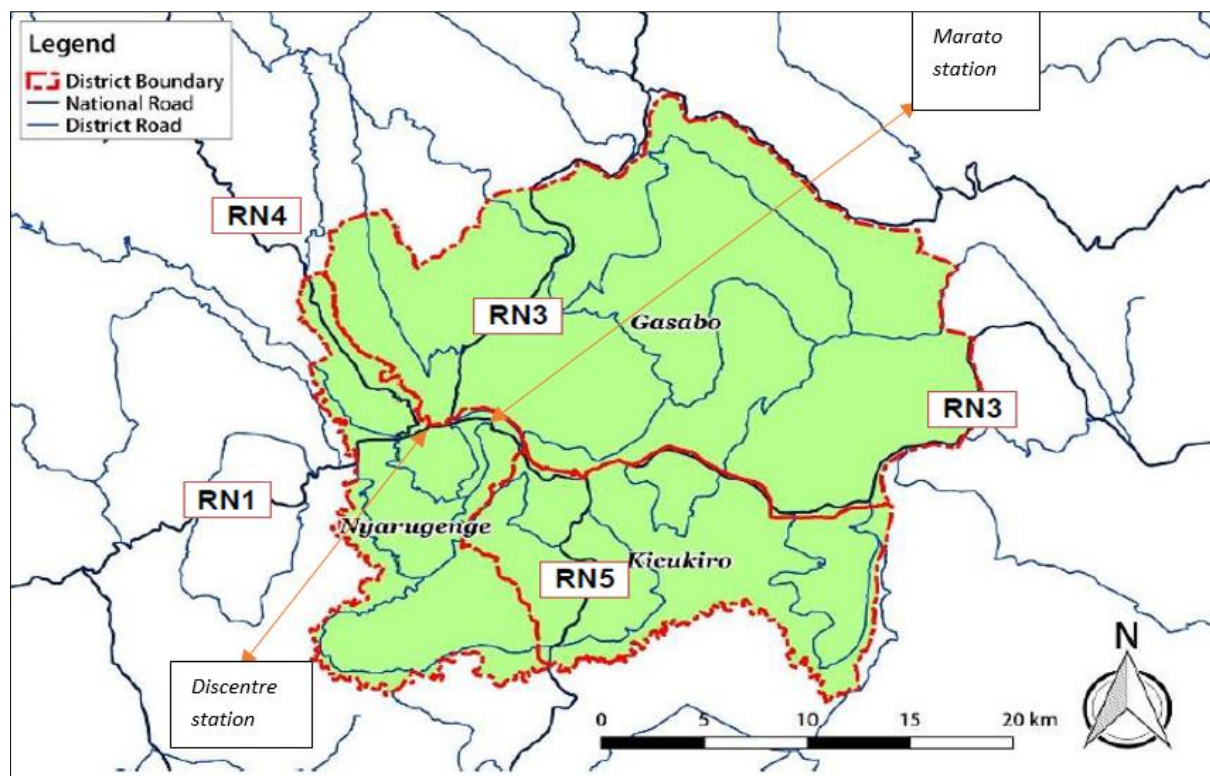 Legend
District Boundary
National Road
District Road
Marato
station
RN4
RN3
Gasabo
RN3
RN1
Nyarugenge
Kicukiro
RN5
Discentre
station
N
0 5 10 15 20 km